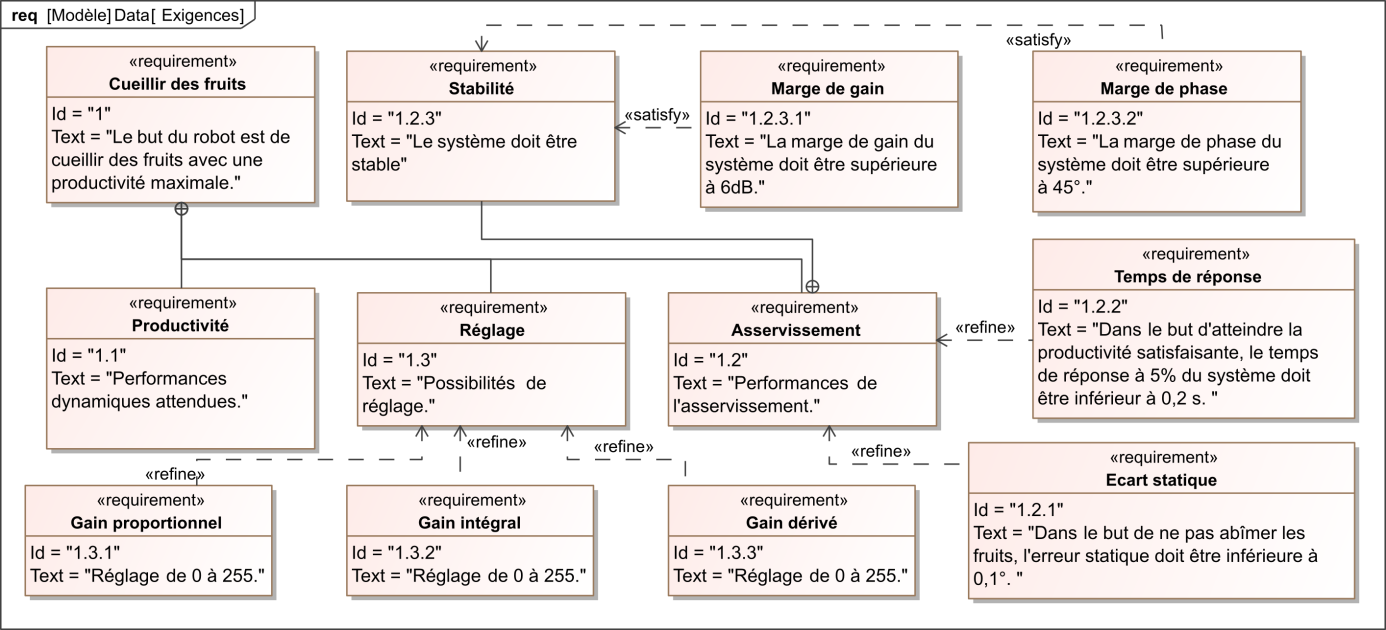 req [Modèle] Data[ Exigences]
«requirement»
Cueillir des fruits
Id = "1"
Text = "Le but du robot est de
cueillir des fruits avec une
productivité maximale."
«requirement»
Stabilité
Id = "1.2.3"
Text = "Le système doit être
stable"
«satisfy»
«requirement»
Marge de gain
Id = "1.2.3.1"
Text = "La marge de gain du
système doit être supérieure
à 6dB."
«satisfy»
«requirement»
Marge de phase
Id = "1.2.3.2"
Text = "La marge de phase du
système doit être supérieure
à 45°."
«requirement»
Productivité
Id = "1.1"
Text = "Performances
dynamiques attendues."
«requirement»
Réglage
Id = "1.3"
Text = "Possibilités de
réglage."
«requirement»
Asservissement
Id = "1.2"
Text = "Performances de
l'asservissement."
«refine»
«requirement»
Temps de réponse
Id = "1.2.2"
Text = "Dans le but d'atteindre la
productivité satisfaisante, le temps
de réponse à 5% du système doit
être inférieur à 0,2 s. "
«refine»
«refine»
«refine»
«refine»
«requirement»
Gain proportionnel
Id = "1.3.1"
Text = "Réglage de 0 à 255."
«requirement»
Gain intégral
Id = "1.3.2"
Text = "Réglage de 0 à 255."
«requirement»
Gain dérivé
Id = "1.3.3"
Text = "Réglage de 0 à 255."
«requirement»
Ecart statique
Id = "1.2.1"
Text = "Dans le but de ne pas abîmer les
fruits, l'erreur statique doit être inférieure à
0,1°. "